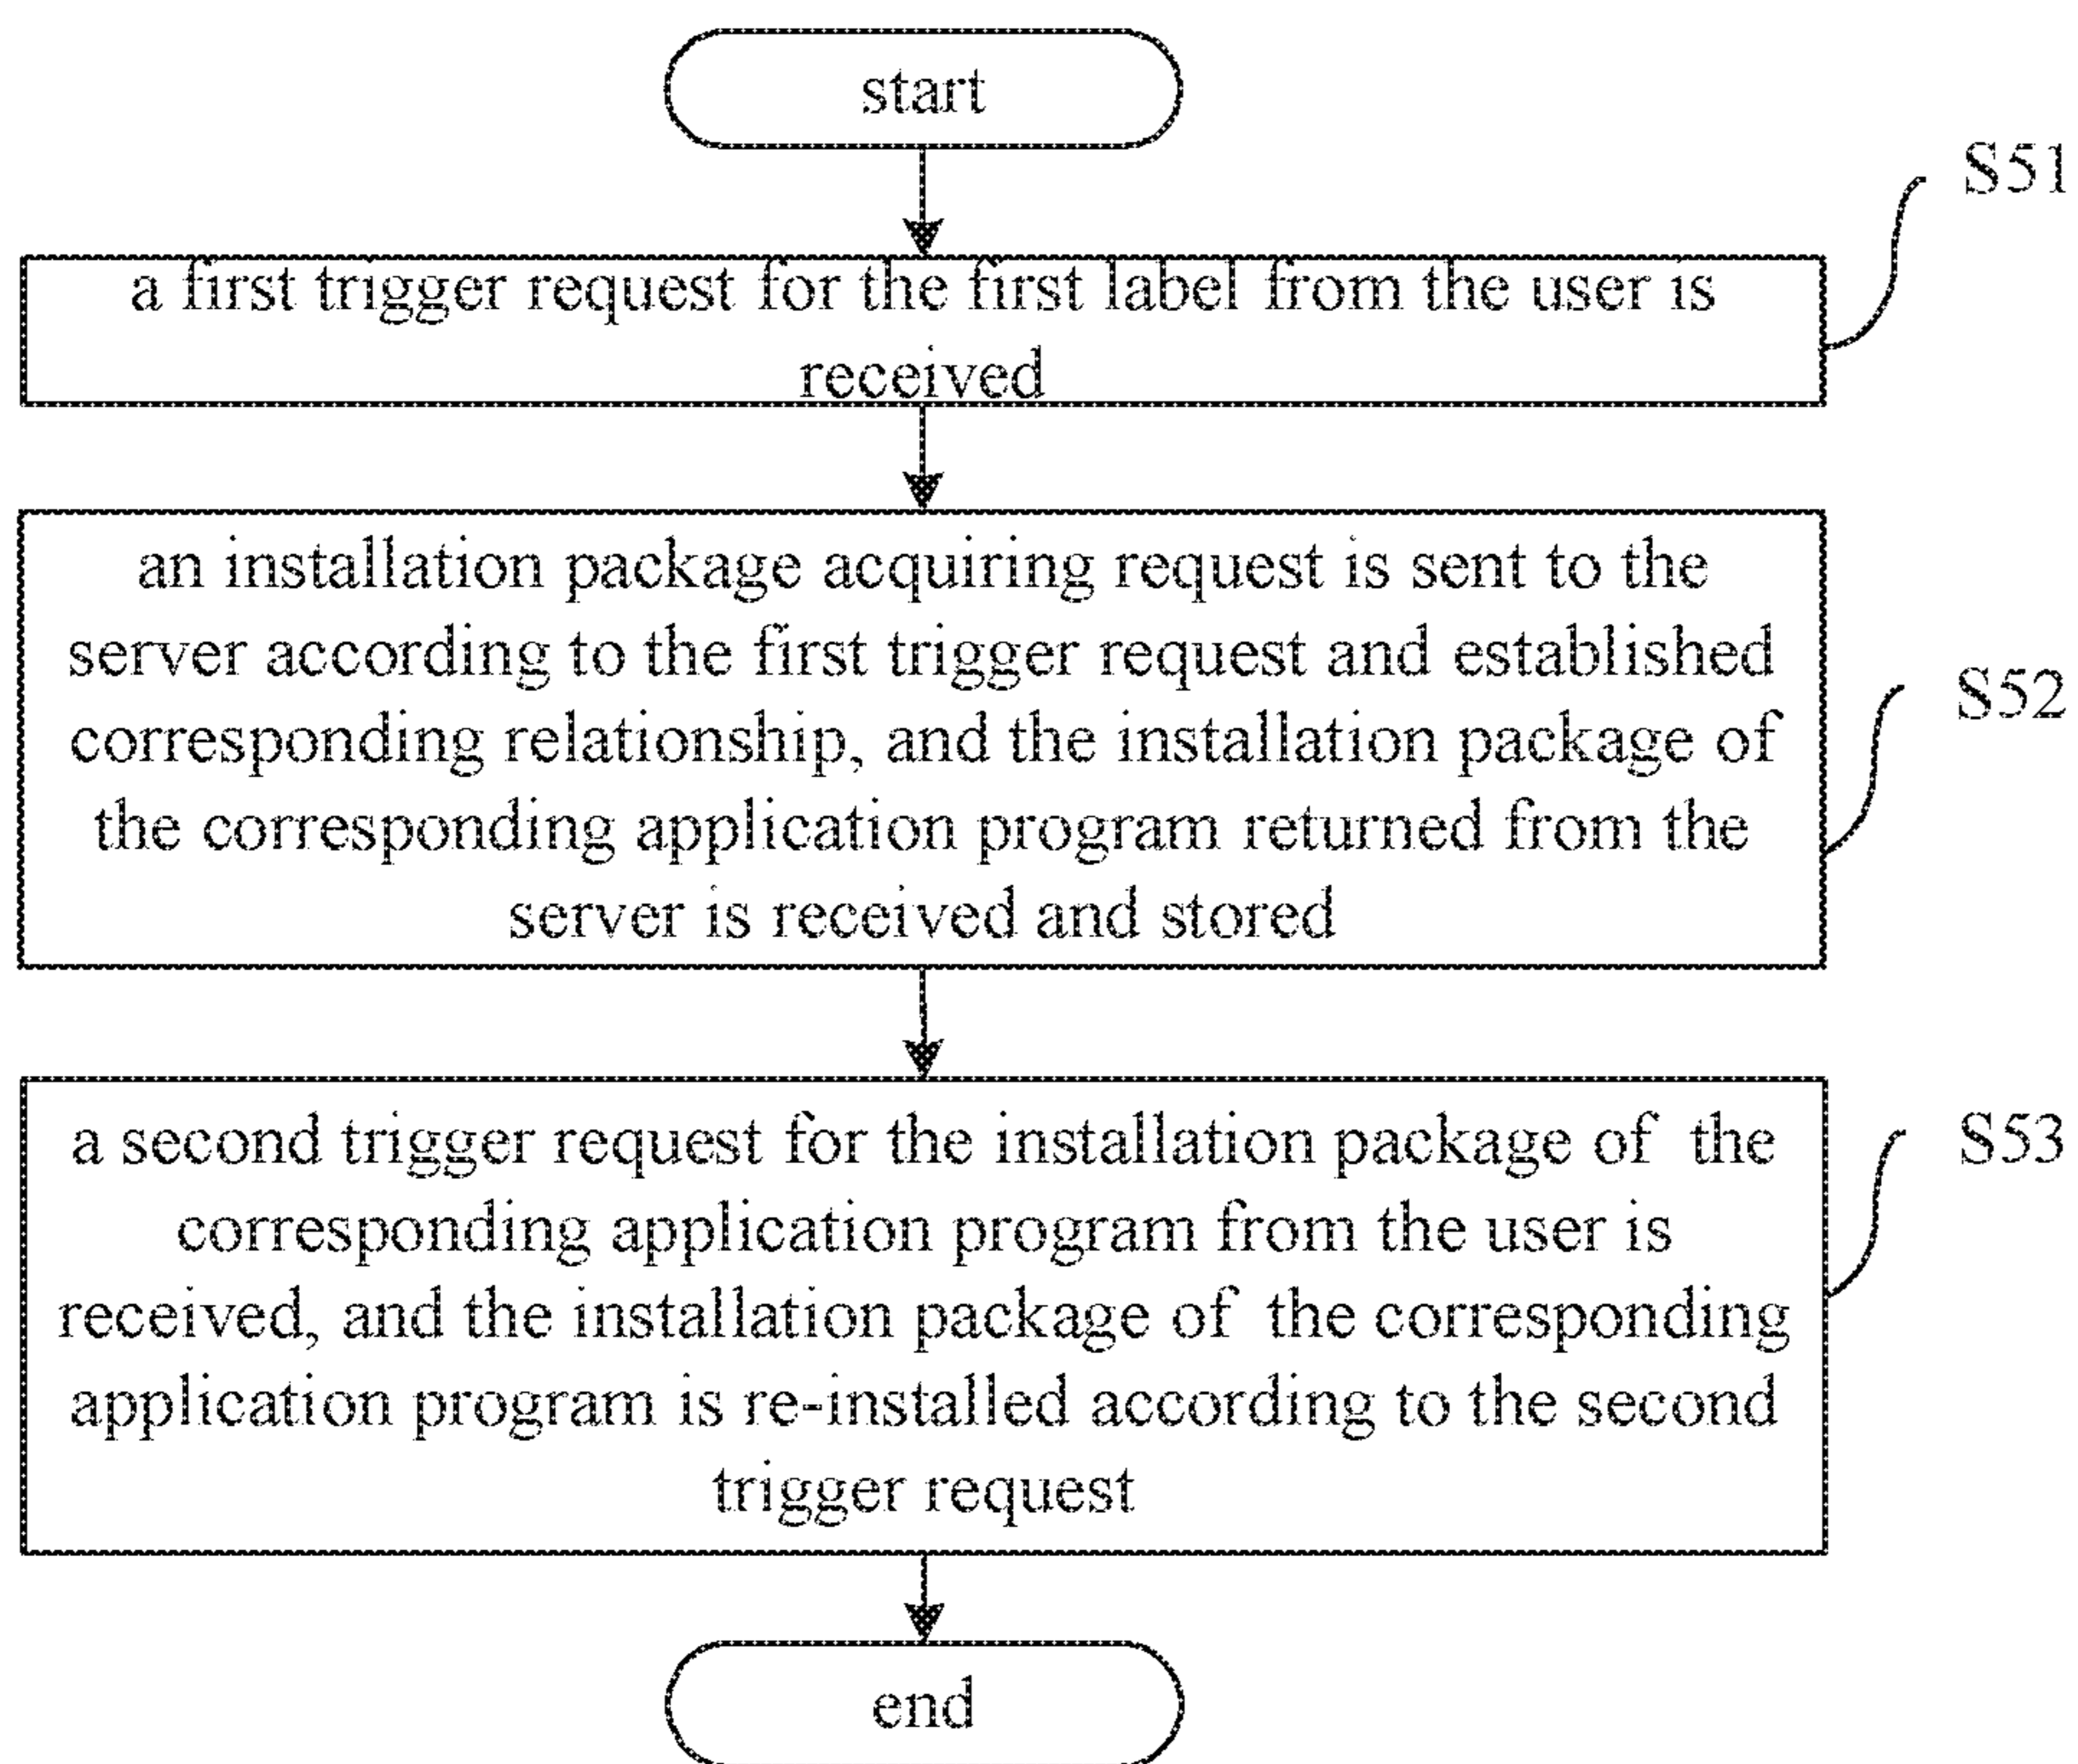 start
S51
a first trigger request for the first label from the user is
received
an installation package acquiring request is sent to the
server according to the first trigger request and established
corresponding relationship, and the installation package of
the corresponding application program returned from the
server is received and stored
S52
a second trigger request for the installation package of the
corresponding application program from the user is
received, and the installation package of the corresponding
application program is re-installed according to the second
trigger request
S53
end